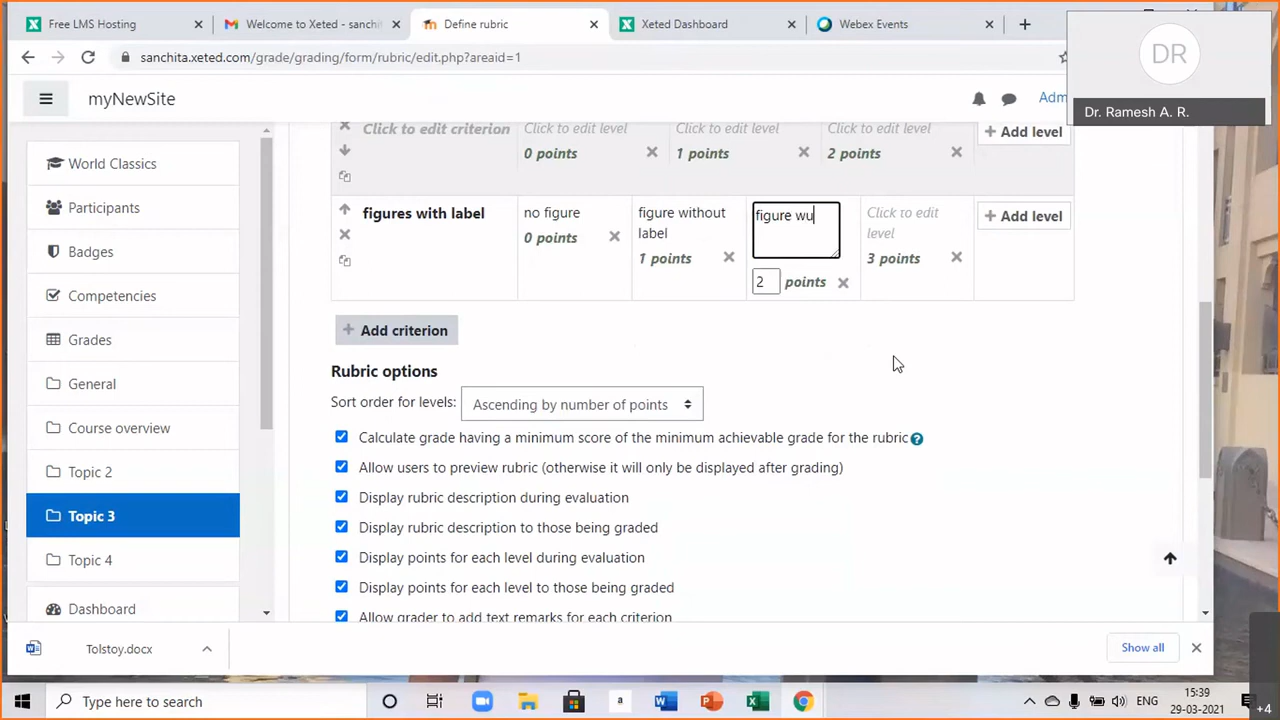 Free LMS Hosting
Welcome to Xeted - sanchit
Define rubric
Xeted Dashboard
Webex Events
sanchita.xeted.com/grade/grading/form/rubric/edit.php?areaid=1
DR
Dr. Ramesh A. R.
myNewSite
Adm
World Classics
Participants
Badges
Competencies
Grades
General
Course overview
Topic 2
Topic 3
Topic 4
Dashboard
Click to edit criterion
Click to edit level
0 points
Click to edit level
1 points
Click to edit level
2 points
+ Add level
figures with label
no figure
0 points
figure without
label
1 points
figure wu
2 points
Click to edit
level
3 points
+ Add level
+ Add criterion
Rubric options
Sort order for levels: Ascending by number of points
Calculate grade having a minimum score of the minimum achievable grade for the rubric
Allow users to preview rubric (otherwise it will only be displayed after grading)
Display rubric description during evaluation
Display rubric description to those being graded
Display points for each level during evaluation
Display points for each level to those being graded
Allow grader to add text remarks for each criterion
Tolstoy.docx
Show all
Type here to search
ENG
15:39
29-03-2021
+4